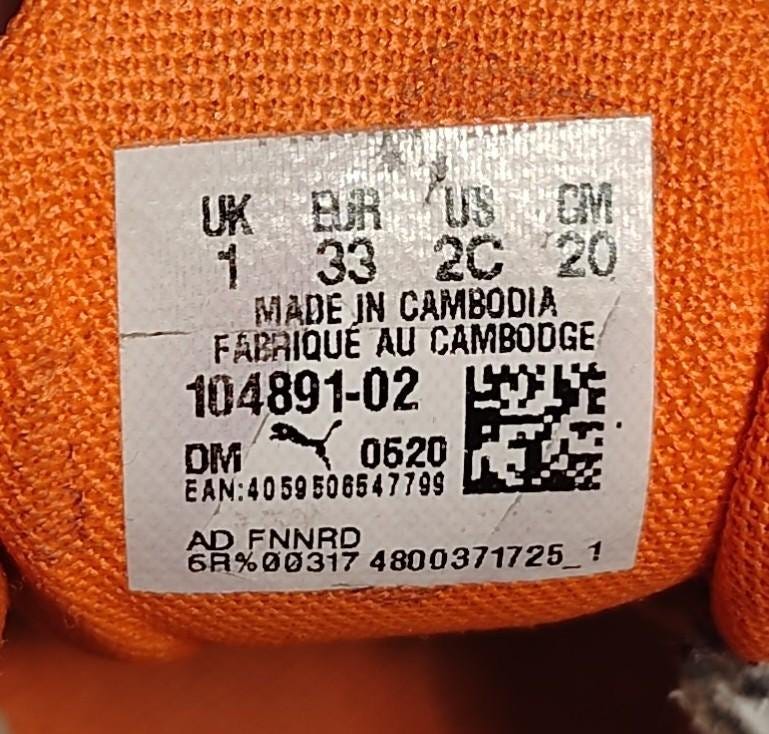 UK EUR US CM
1 33 2C 20
MADE IN CAMBODIA
FABRIQUÉ AU CAMBODGE
104891-02
DM 0620
EAN:4059506547799
AD FNNRD
6R%00317 4800371725_1